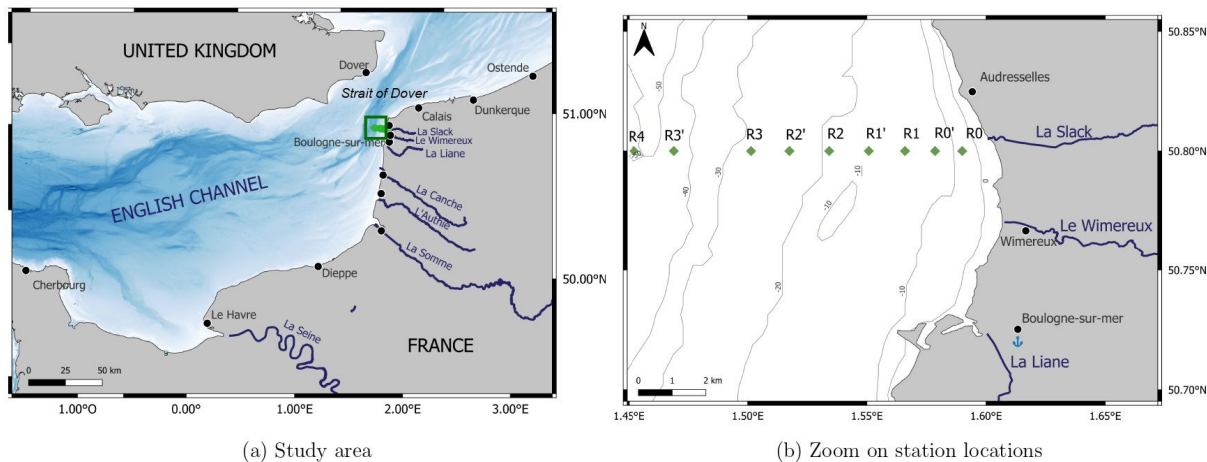 UNITED KINGDOM
Dover
Ostende
Strait of Dover
Dunkerque
Calais
51.00°N
La Slack
Le Wimereux
Boulogne-sur-mer
La Liane
ENGLISH CHANNEL
La Canche
L'Authie
La Somme
Dieppe
50.00°N
Cherbourg
Le Havre
La Seine
FRANCE
0 25 50 km
1.00°O 0.00°E 1.00°E 2.00°E 3.00°E
(a) Study area
N
50.85°N
-50
Audresselles
La Slack
R4 R3' R3 R2' R2 R1' R1 R0' R0
50.80°N
-40
-30
-10
-10
0
Le Wimereux
Wimereux
50.75°N
-20
-10
Boulogne-sur-mer
La Liane
0 1 2 km
50.70°N
1.45°E 1.50°E 1.55°E 1.60°E 1.65°E
(b) Zoom on station locations